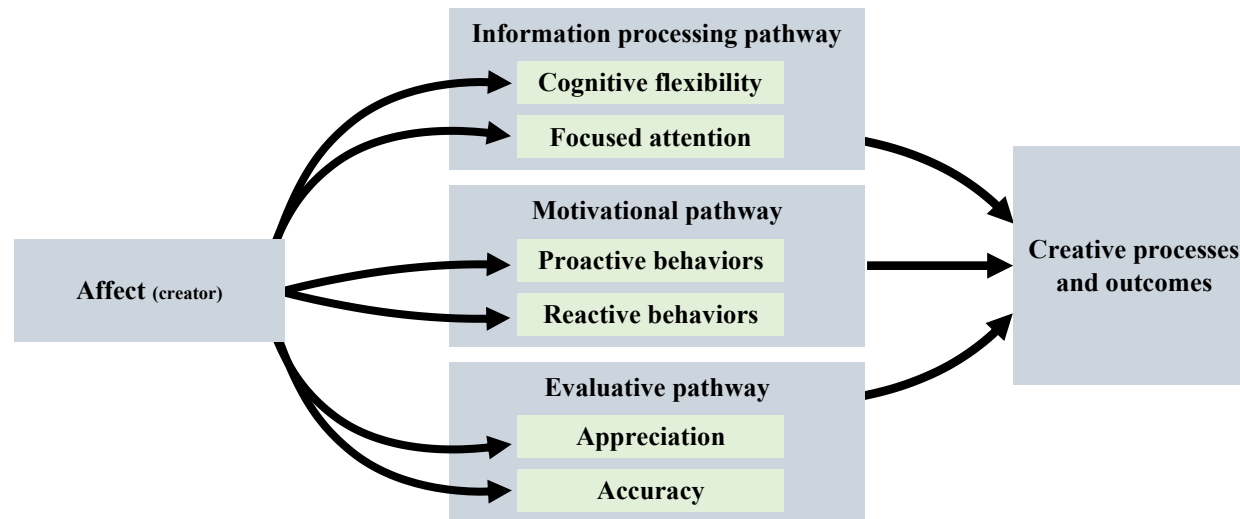 Information processing pathway
Cognitive flexibility
Focused attention
Motivational pathway
Proactive behaviors
Reactive behaviors
Evaluative pathway
Appreciation
Accuracy
Affect (creator)
Creative processes
and outcomes